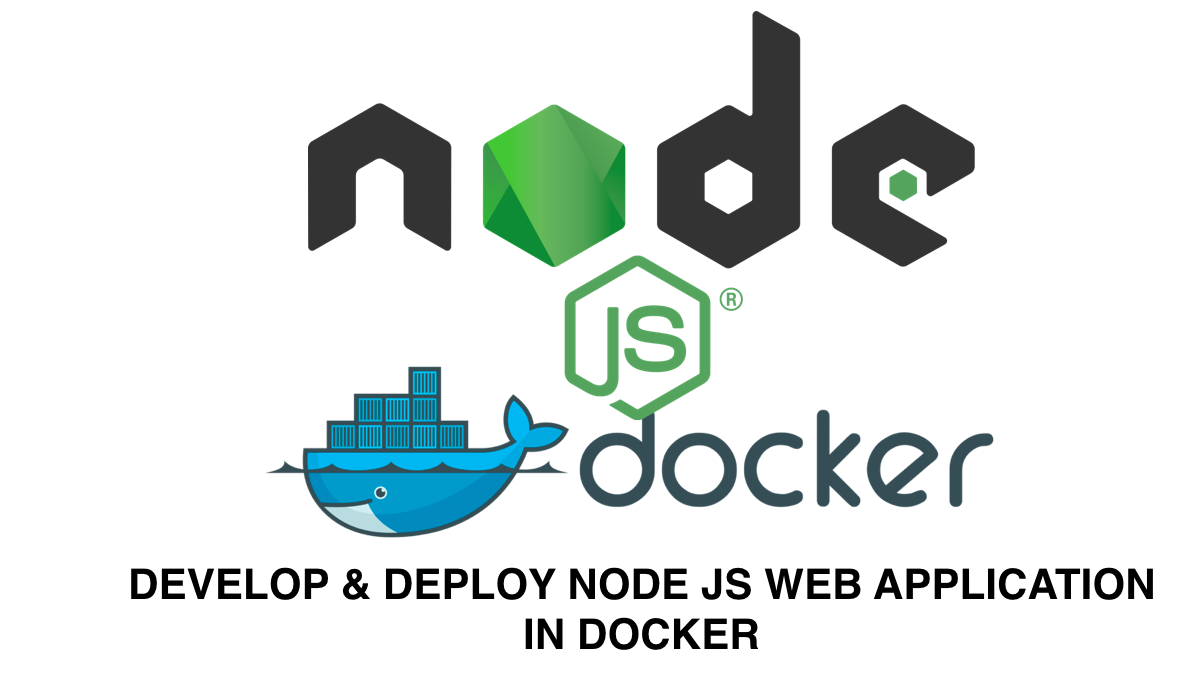 node
JS ®
docker
DEVELOP & DEPLOY NODE JS WEB APPLICATION
IN DOCKER